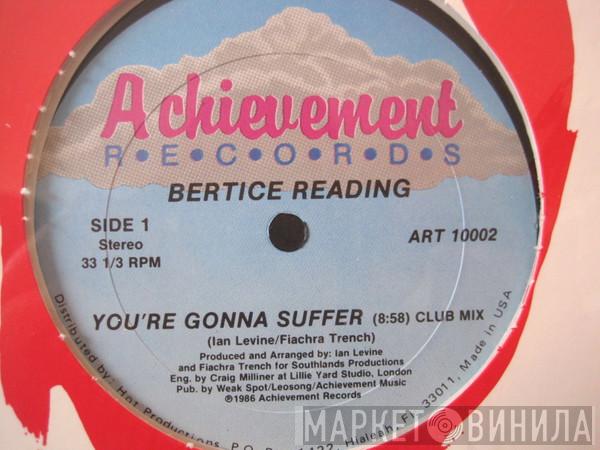 Achievement
R•E•C•O•R•D•S
BERTICE READING
SIDE 1
Stereo
33 1/3 RPM
ART 10002
YOU'RE GONNA SUFFER (8:58) CLUB MIX
(Ian Levine/Fiachra Trench)
Produced and Arranged by: Ian Levine
and Fiachra Trench for Southlands Productions
Eng. by Craig Milliner at Lillie Yard Studio, London
Pub. by Weak Spot/Leosong/Achievement Music
℗1986 Achievement Records
Distributed by: Hot Productions, P.O. Hialeah, FL 33011, Made in USA
МАРКЕТ ВИНИЛА